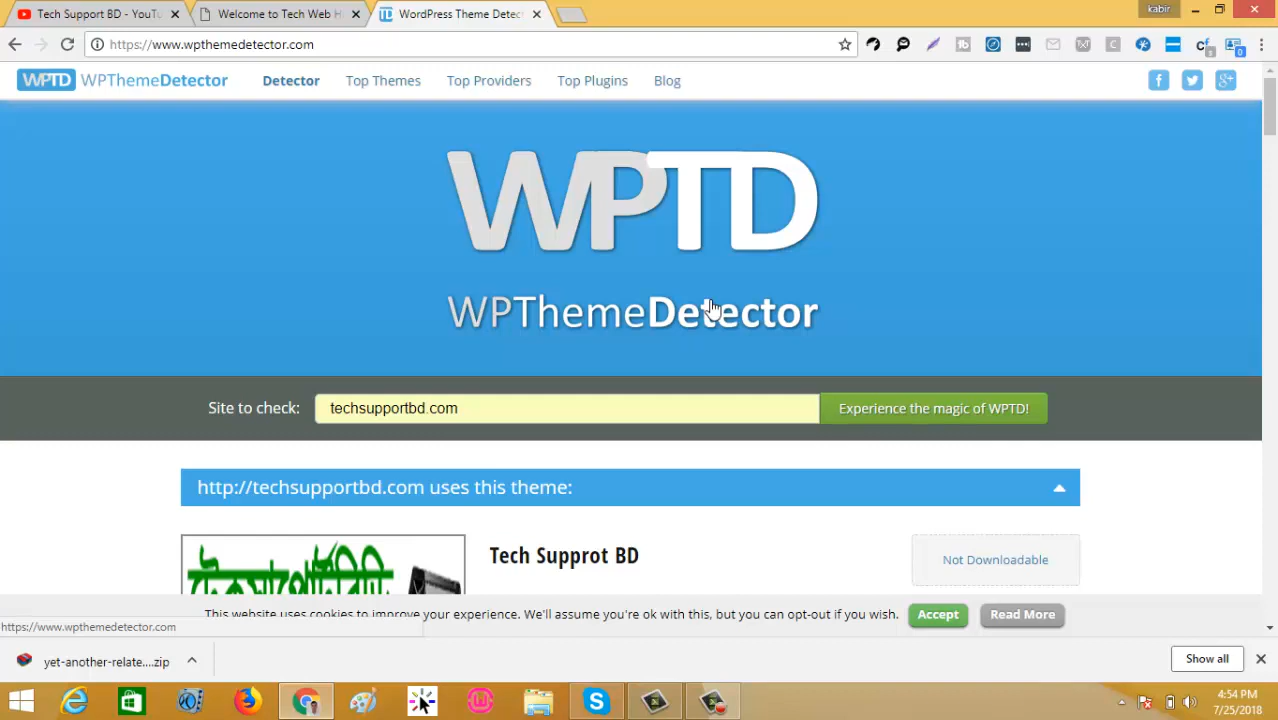 Tech Support BD - YouTu
Welcome to Tech Web H
WordPress Theme Detec
kabir
https://www.wpthemedetector.com
WPTD WPThemeDetector
Detector
Top Themes
Top Providers
Top Plugins
Blog
WPTD
WPThemeDetector
Site to check:
techsupportbd.com
Experience the magic of WPTD!
http://techsupportbd.com uses this theme:
Tech Supprot BD
Not Downloadable
This website uses cookies to improve your experience. We'll assume you're ok with this, but you can opt-out if you wish.
Accept
Read More
https://www.wpthemedetector.com
yet-another-relate....zip
Show all
4:54 PM
7/25/2018